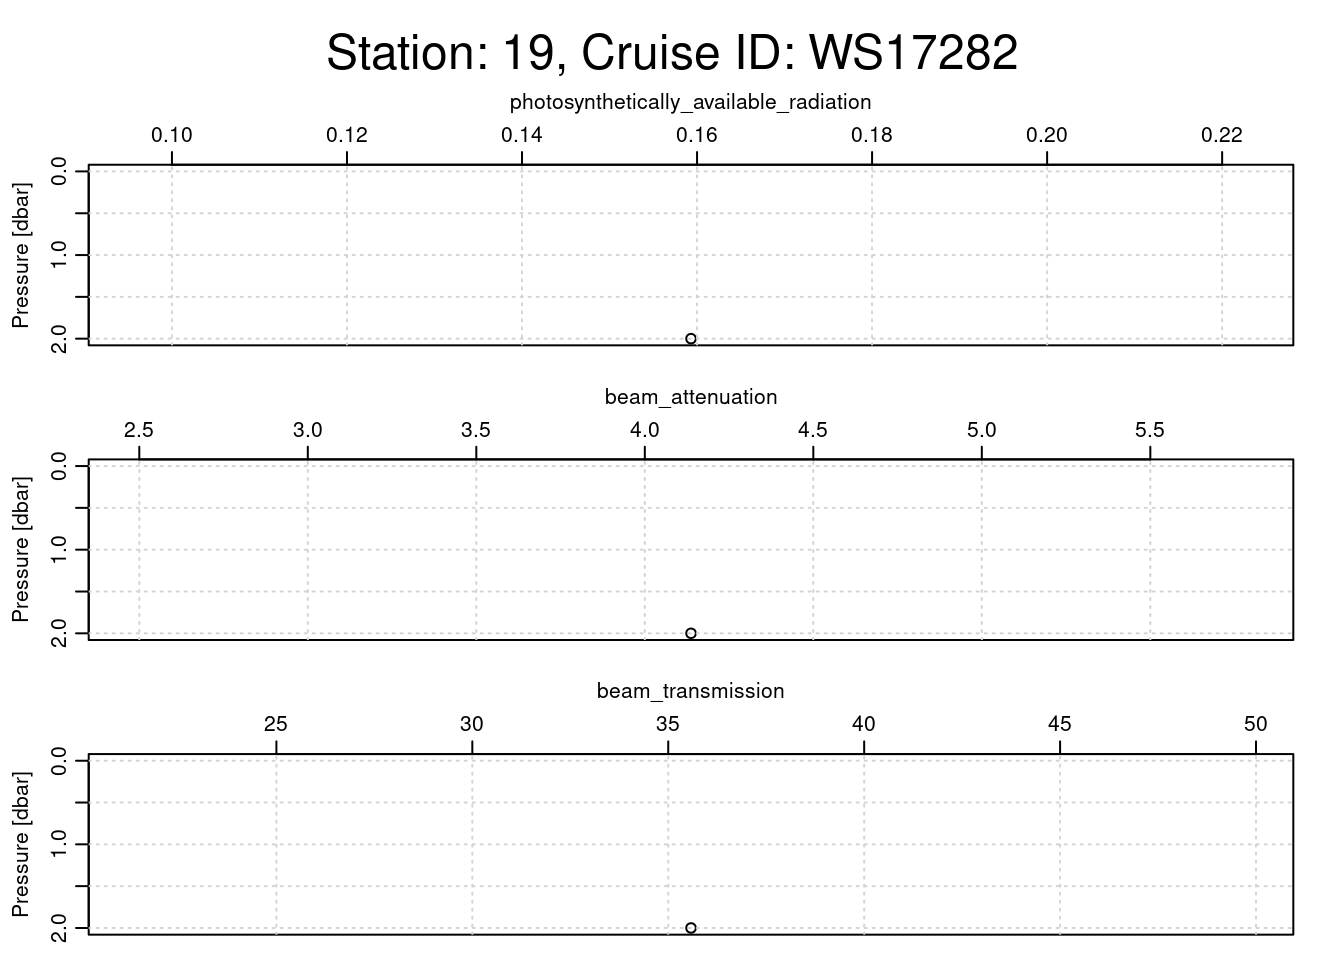 Station: 19, Cruise ID: WS17282
photosynthetically_available_radiation
0.10 0.12 0.14 0.16 0.18 0.20 0.22
Pressure [dbar]
0.0
1.0
2.0
beam_attenuation
2.5 3.0 3.5 4.0 4.5 5.0 5.5
Pressure [dbar]
0.0
1.0
2.0
beam_transmission
25 30 35 40 45 50
Pressure [dbar]
0.0
1.0
2.0